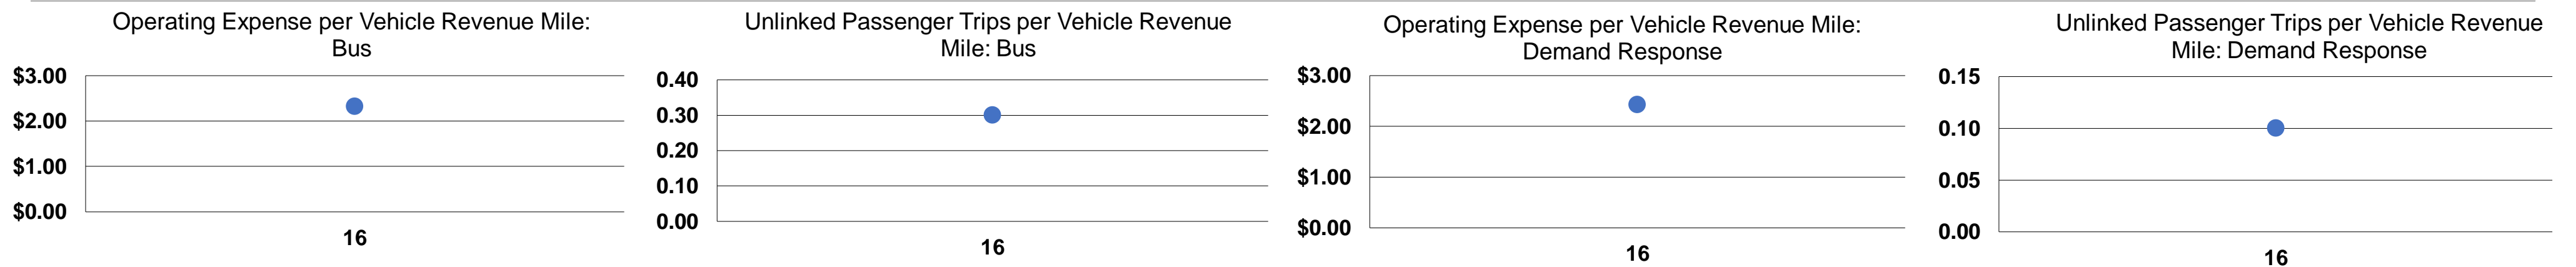 Operating Expense per Vehicle Revenue Mile:
Bus
$3.00
$2.00
$1.00
$0.00
16
Unlinked Passenger Trips per Vehicle Revenue
Mile: Bus
0.40
0.30
0.20
0.10
0.00
16
Operating Expense per Vehicle Revenue Mile:
Demand Response
$3.00
$2.00
$1.00
$0.00
16
Unlinked Passenger Trips per Vehicle Revenue
Mile: Demand Response
0.15
0.10
0.05
0.00
16